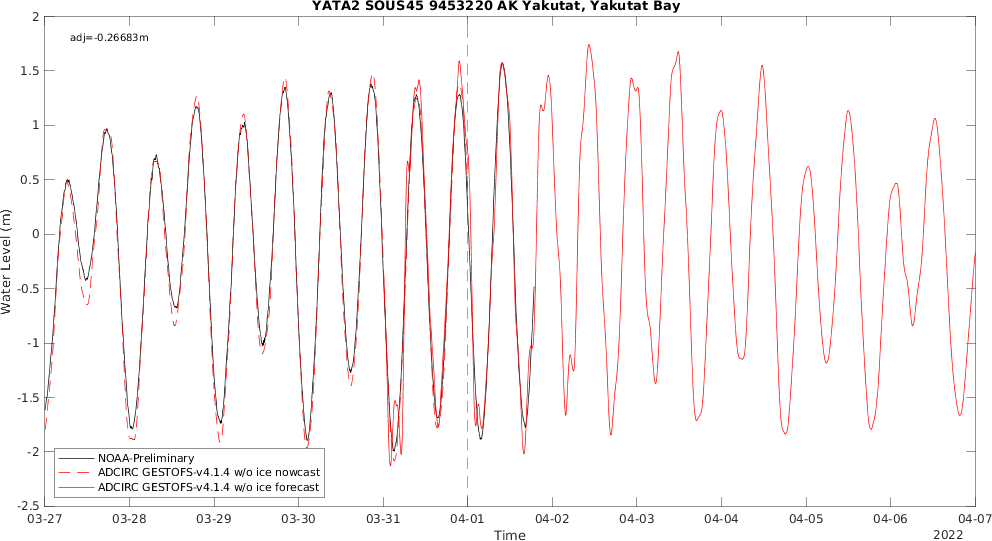 YATA2 SOUS45 9453220 AK Yakutat, Yakutat Bay
adj=-0.26683m
2
1.5
1
0.5
0
-0.5
-1
-1.5
-2
-2.5
Water Level (m)
NOAA-Preliminary
ADCIRC GESTOFS-v4.1.4 w/o ice nowcast
ADCIRC GESTOFS-v4.1.4 w/o ice forecast
03-27 03-28 03-29 03-30 03-31 04-01 04-02 04-03 04-04 04-05 04-06 04-07
Time
2022